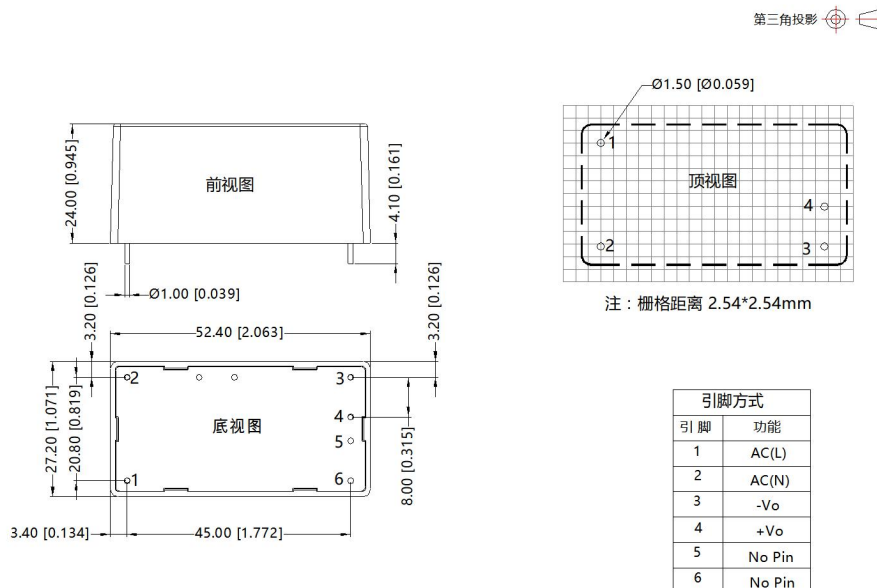 第三角投影
Ø1.50 [Ø0.059]
1
顶视图
4
2
3
注：栅格距离 2.54*2.54mm
24.00 [0.945]
前视图
4.10 [0.161]
Ø1.00 [0.039]
3.20 [0.126]
52.40 [2.063]
3.20 [0.126]
2
3
底视图
4
5
1
6
27.20 [1.071]
20.80 [0.819]
8.00 [0.315]
3.40 [0.134]
45.00 [1.772]
引脚方式
引 脚 功能
1 AC(L)
2 AC(N)
3 -Vo
4 +Vo
5 No Pin
6 No Pin